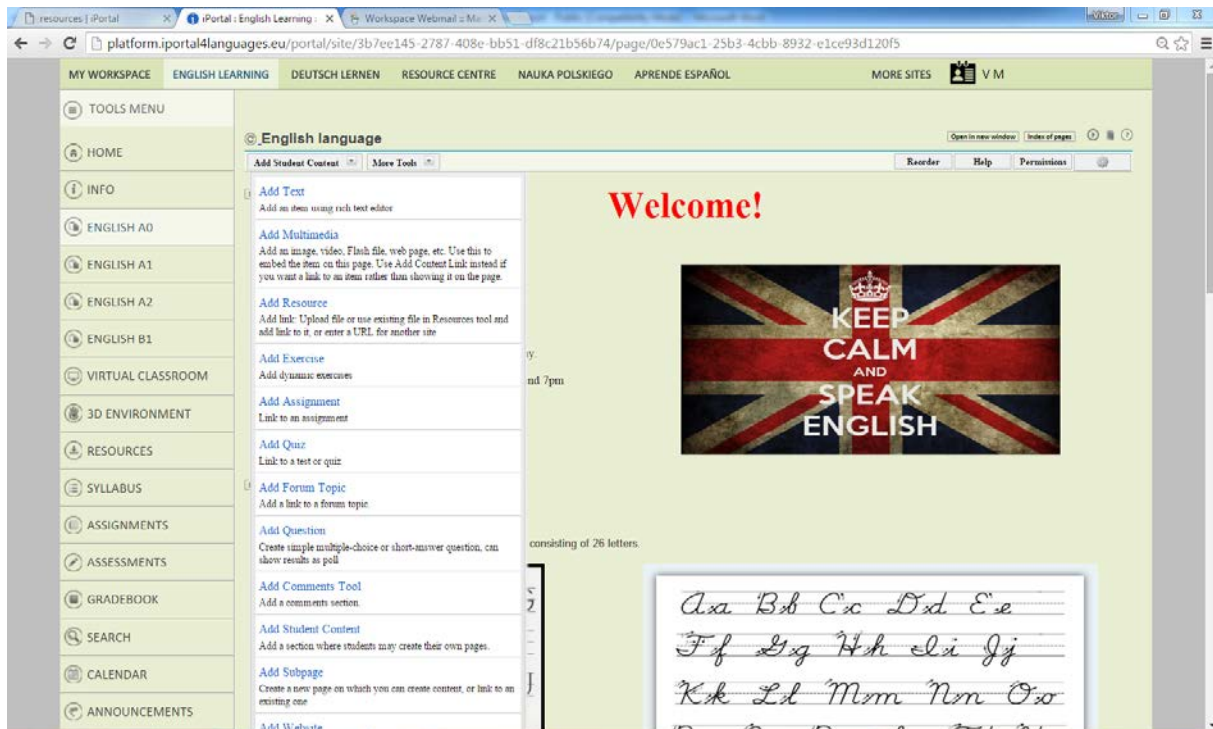 resources | iPortal
iPortal : English Learning :
Workspace Webmail :: Ma
Viktor
platform.iportal4languages.eu/portal/site/3b7ee145-2787-408e-bb51-df8c21b56b74/page/0e579ac1-25b3-4cbb-8932-e1ce93d120f5
MY WORKSPACE ENGLISH LEARNING DEUTSCH LERNEN RESOURCE CENTRE NAUKA POLSKIEGO APRENDE ESPAÑOL MORE SITES V M
TOOLS MENU
HOME
INFO
ENGLISH A0
ENGLISH A1
ENGLISH A2
ENGLISH B1
VIRTUAL CLASSROOM
3D ENVIRONMENT
RESOURCES
SYLLABUS
ASSIGNMENTS
ASSESSMENTS
GRADEBOOK
SEARCH
CALENDAR
ANNOUNCEMENTS
English language
Open in new window Index of pages
Add Student Content More Tools Reorder Help Permissions
Add Text
Add an item using rich text editor
Add Multimedia
Add an image, video, Flash file, web page, etc. Use this to
embed the item on this page. Use Add Content Link instead if
you want a link to an item rather than showing it on the page.
Add Resource
Add link: Upload file or use existing file in Resources tool and
add link to it, or enter a URL for another site
Add Exercise
Add dynamic exercises
Add Assignment
Link to an assignment
Add Quiz
Link to a test or quiz
Add Forum Topic
Add a link to a forum topic.
Add Question
Create simple multiple-choice or short-answer question, can
show results as poll
Add Comments Tool
Add a comments section.
Add Student Content
Add a section where students may create their own pages.
Add Subpage
Create a new page on which you can create content, or link to an
existing one
Add Website
Welcome!
KEEP
CALM
AND
SPEAK
ENGLISH
nd 7pm
consisting of 26 letters.
Aa Bb Cc Dd Ee
Ff Gg Hh Ii Jj
Kk Ll Mm Nn Oo